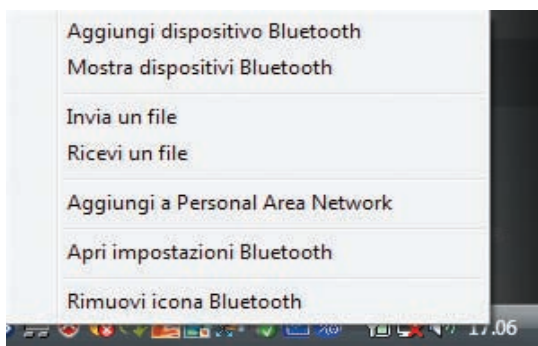 Aggiungi dispositivo Bluetooth
Mostra dispositivi Bluetooth
Invia un file
Ricevi un file
Aggiungi a Personal Area Network
Apri impostazioni Bluetooth
Rimuovi icona Bluetooth
17.06